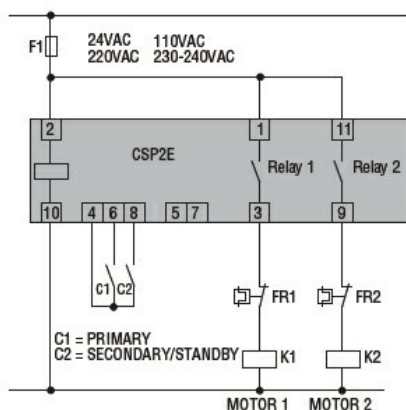 F1
24VAC 110VAC
220VAC 230-240VAC
2 1 11
CSP2E
Relay 1 Relay 2
10 4 6 8 5 7 3 9
C1 C2
FR1 FR2
C1 = PRIMARY
C2 = SECONDARY/STANDBY
K1 K2
MOTOR 1 MOTOR 2